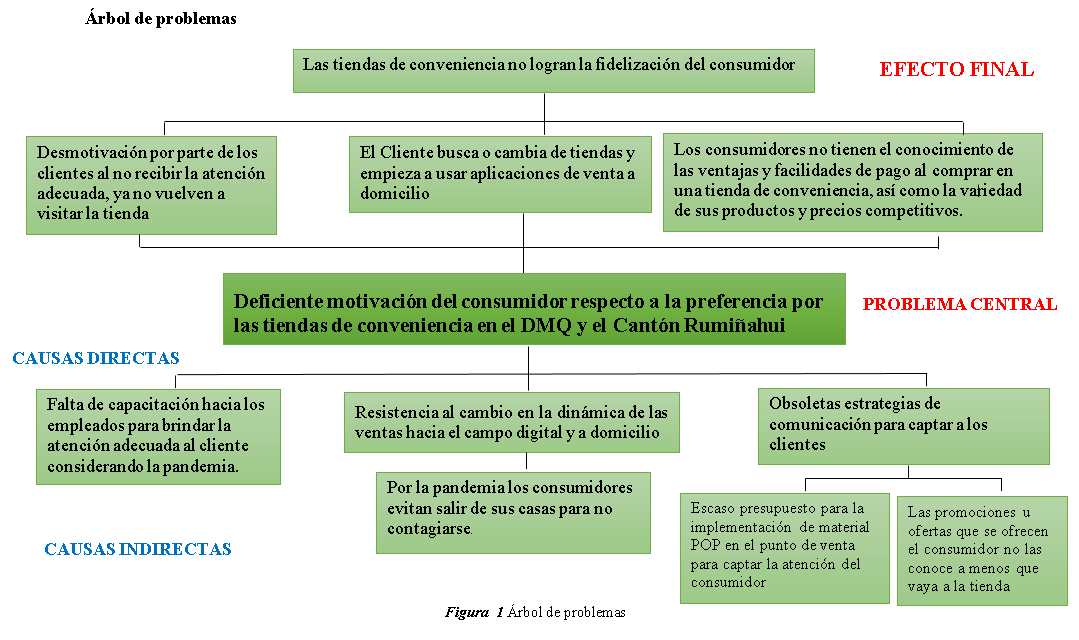 Árbol de problemas
Las tiendas de conveniencia no logran la fidelización del consumidor
EFECTO FINAL
Desmotivación por parte de los
clientes al no recibir la atención
adecuada, ya no vuelven a
visitar la tienda
El Cliente busca o cambia de tiendas y
empieza a usar aplicaciones de venta a
domicilio
Los consumidores no tienen el conocimiento de
las ventajas y facilidades de pago al comprar en
una tienda de conveniencia, así como la variedad
de sus productos y precios competitivos.
Deficiente motivación del consumidor respecto a la preferencia por
las tiendas de conveniencia en el DMQ y el Cantón Rumiñahui
PROBLEMA CENTRAL
CAUSAS DIRECTAS
Falta de capacitación hacia los
empleados para brindar la
atención adecuada al cliente
considerando la pandemia.
Resistencia al cambio en la dinámica de las
ventas hacia el campo digital y a domicilio
Obsoletas estrategias de
comunicación para captar a los
clientes
Por la pandemia los consumidores
evitan salir de sus casas para no
contagiarse.
Escaso presupuesto para la
implementación de material
POP en el punto de venta
para captar la atención del
consumidor
Las promociones u
ofertas que se ofrecen
el consumidor no las
conoce a menos que
vaya a la tienda
CAUSAS INDIRECTAS
Figura 1 Árbol de problemas